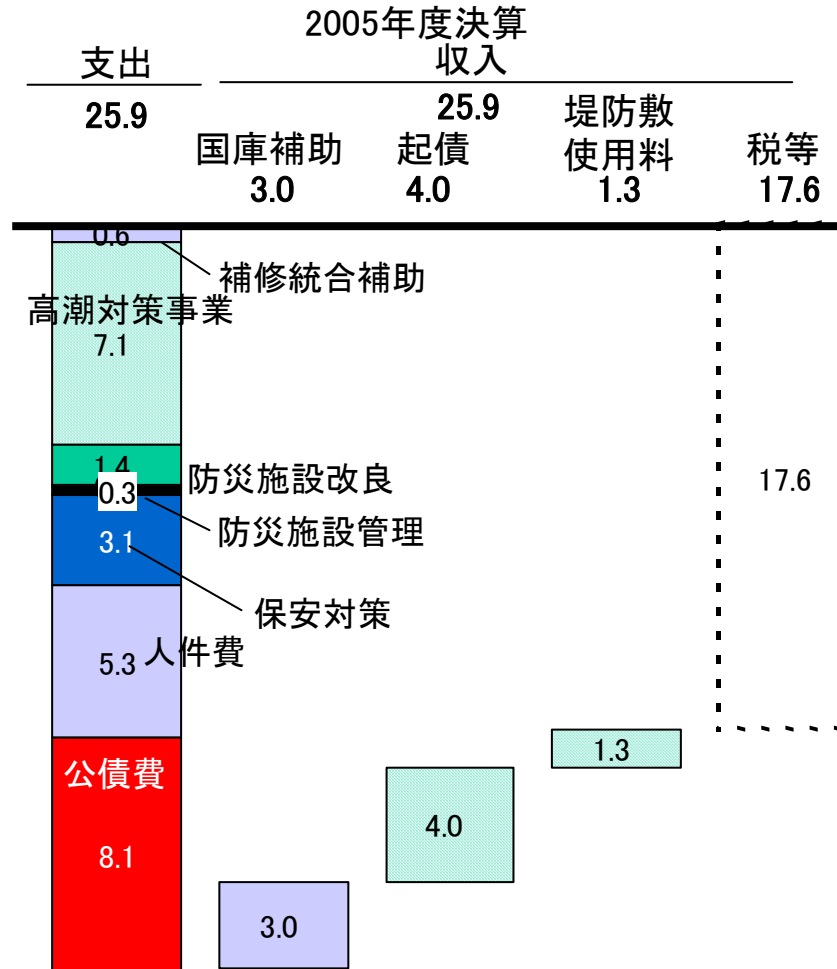 2005年度決算
支出
収入
25.9
25.9
国庫補助
3.0
起債
4.0
堤防敷
使用料
1.3
税等
17.6
0.6
補修統合補助
高潮対策事業
7.1
1.4
防災施設改良
0.3
防災施設管理
3.1
保安対策
5.3
人件費
公債費
8.1
3.0
4.0
1.3
17.6